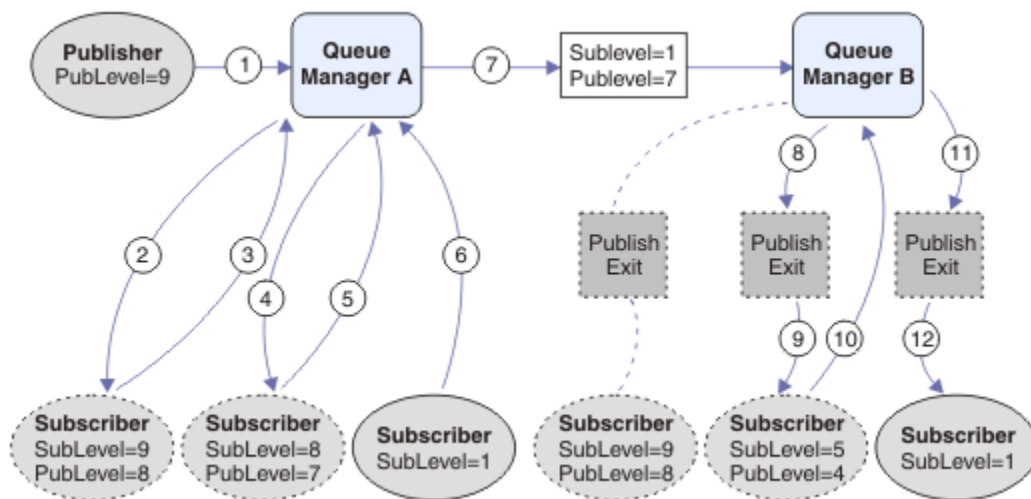 Publisher
PubLevel=9
1
Queue
Manager A
7
Sublevel=1
Publevel=7
Queue
Manager B
8
11
2
3
4
5
6
Publish
Exit
Publish
Exit
Publish
Exit
9
10
12
Subscriber
SubLevel=9
PubLevel=8
Subscriber
SubLevel=8
PubLevel=7
Subscriber
SubLevel=1
Subscriber
SubLevel=9
PubLevel=8
Subscriber
SubLevel=5
PubLevel=4
Subscriber
SubLevel=1